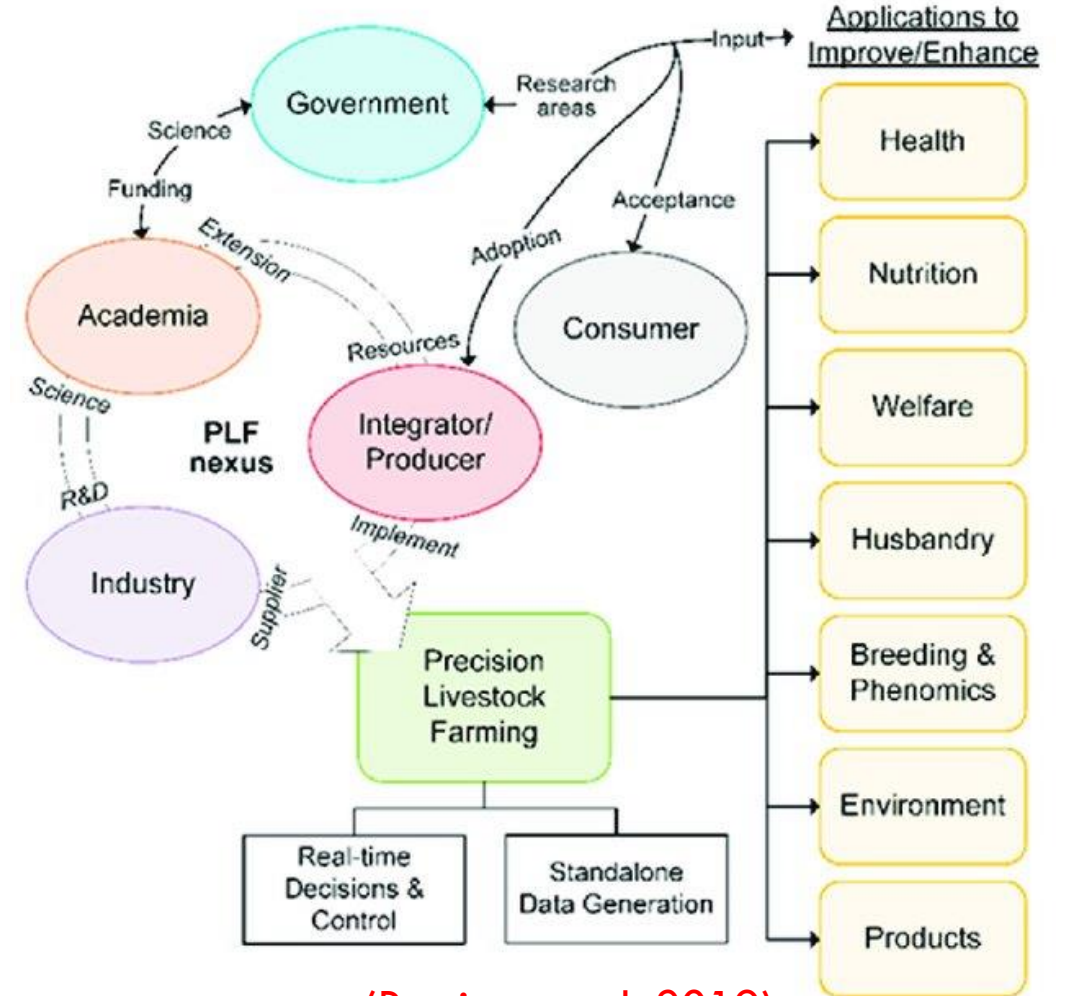 Applications to
Improve/Enhance
Input
Research
areas
Government
Science
Funding
Health
Acceptance
Extension
Adoption
Nutrition
Academia
Consumer
Resources
Science
Welfare
PLF
nexus
Integrator/
Producer
R&D
Implement
Husbandry
Industry
Supplier
Precision
Livestock
Farming
Breeding &
Phenomics
Environment
Real-time
Decisions &
Control
Standalone
Data Generation
Products